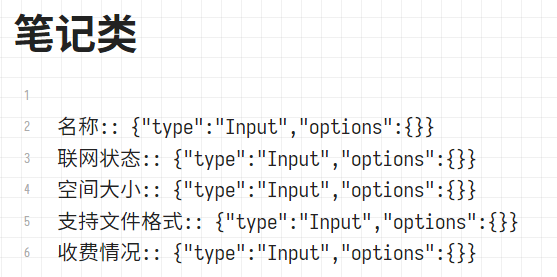 笔记类
1
2 名称:: {"type":"Input","options":{}}
3 联网状态:: {"type":"Input","options":{}}
4 空间大小:: {"type":"Input","options":{}}
5 支持文件格式:: {"type":"Input","options":{}}
6 收费情况:: {"type":"Input","options":{}}